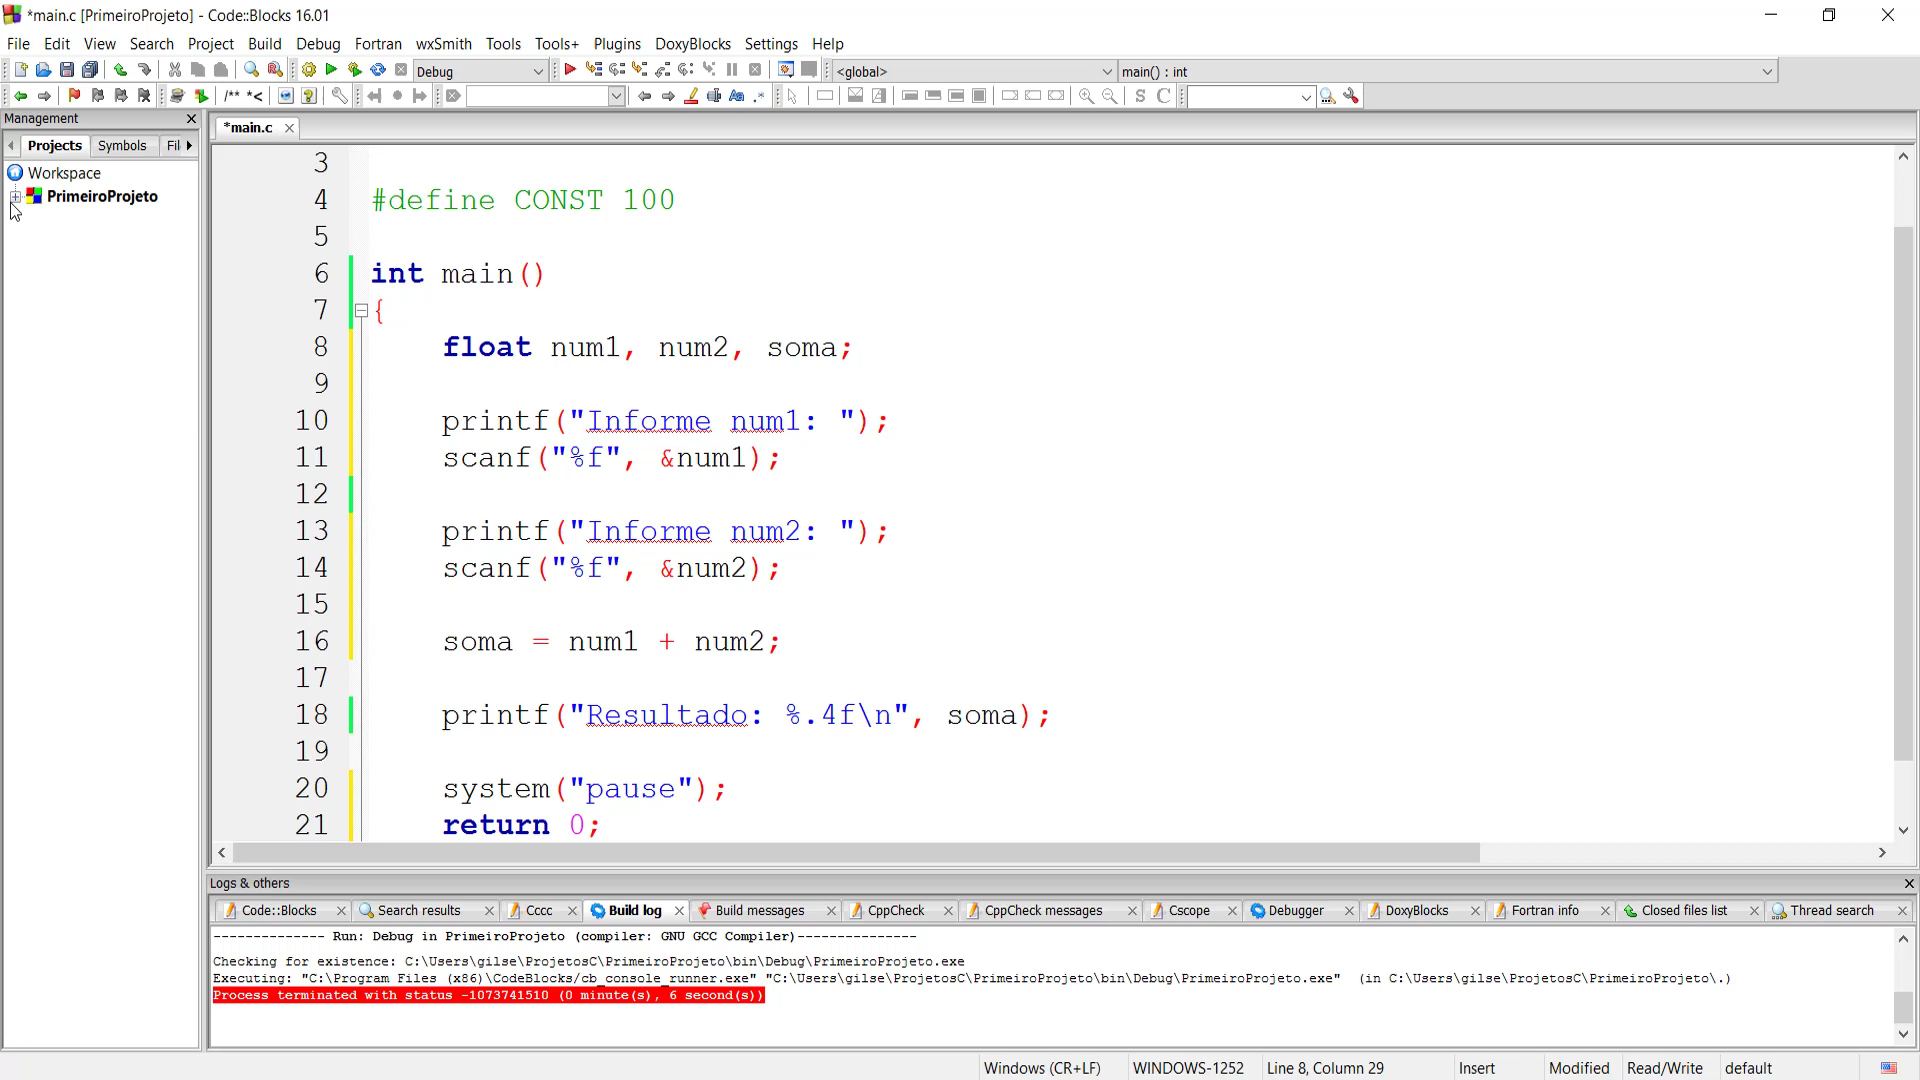 *main.c [PrimeiroProjeto] - Code::Blocks 16.01
File Edit View Search Project Build Debug Fortran wxSmith Tools Tools+ Plugins DoxyBlocks Settings Help
Debug <global> main() : int
/** *< S C
Management
Projects Symbols Fil
Workspace
PrimeiroProjeto
*main.c
3
4 #define CONST 100
5
6 int main()
7 {
8 float num1, num2, soma;
9
10 printf("Informe num1: ");
11 scanf("%f", &num1);
12
13 printf("Informe num2: ");
14 scanf("%f", &num2);
15
16 soma = num1 + num2;
17
18 printf("Resultado: %.4f\n", soma);
19
20 system("pause");
21 return 0;
Logs & others
Code::Blocks Search results Cccc Build log Build messages CppCheck CppCheck messages Cscope Debugger DoxyBlocks Fortran info Closed files list Thread search
-------------- Run: Debug in PrimeiroProjeto (compiler: GNU GCC Compiler)---------------
Checking for existence: C:\Users\gilse\ProjetosC\PrimeiroProjeto\bin\Debug\PrimeiroProjeto.exe
Executing: "C:\Program Files (x86)\CodeBlocks/cb_console_runner.exe" "C:\Users\gilse\ProjetosC\PrimeiroProjeto\bin\Debug\PrimeiroProjeto.exe" (in C:\Users\gilse\ProjetosC\PrimeiroProjeto\.)
Process terminated with status -1073741510 (0 minute(s), 6 second(s))
Windows (CR+LF) WINDOWS-1252 Line 8, Column 29 Insert Modified Read/Write default